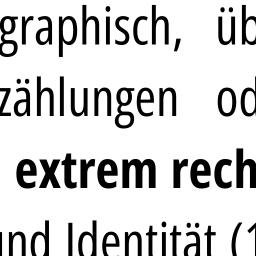 graphisch, üb
zählungen od
extrem rech
und Identität (1